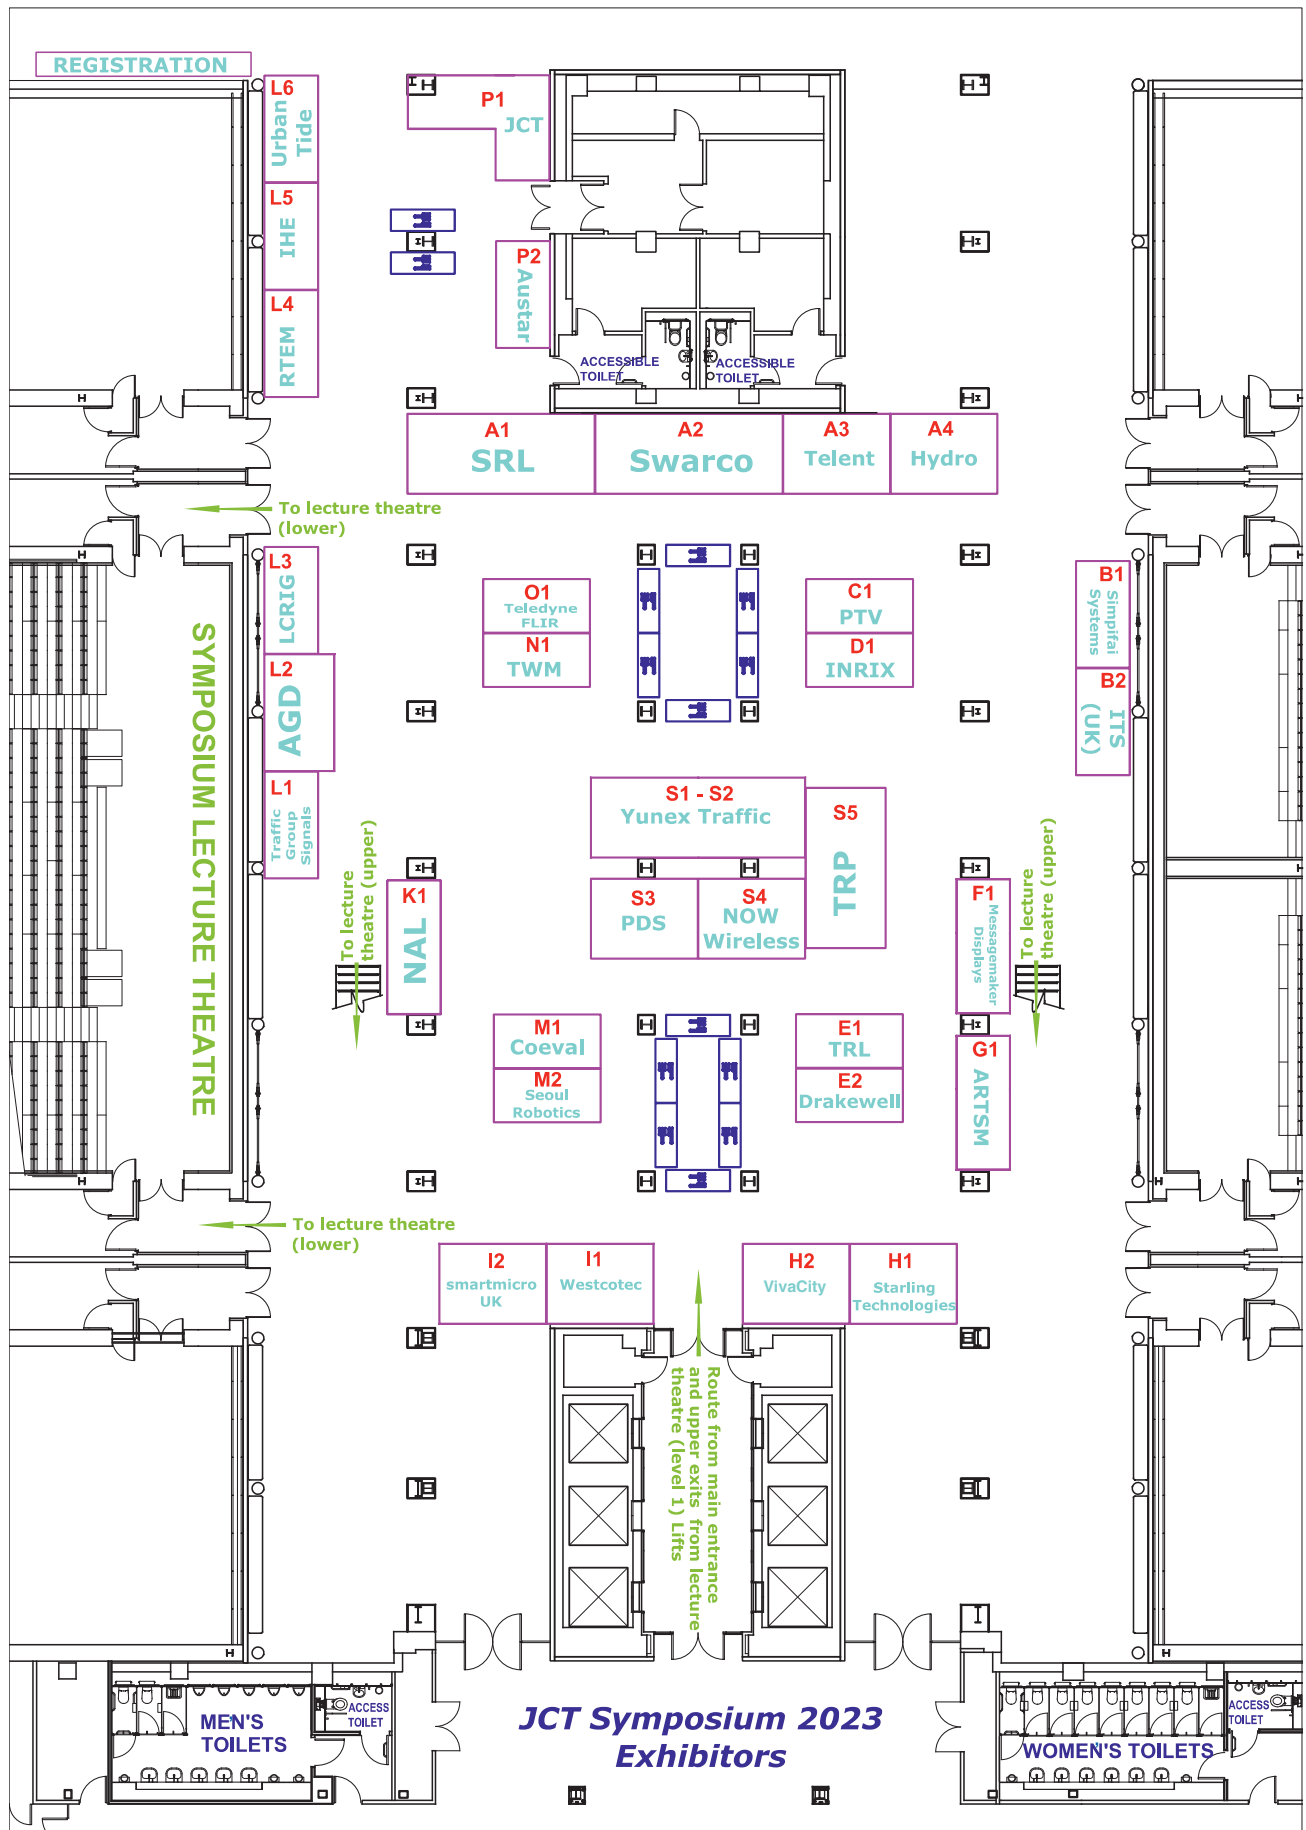 REGISTRATION
L6
Urban
Tide
L5
IHE
L4
RTEM
P1
JCT
P2
Austar
ACCESSIBLE
TOILET
ACCESSIBLE
TOILET
A1
SRL
A2
Swarco
A3
Telent
A4
Hydro
To lecture theatre
(lower)
L3
LCRIG
L2
AGD
L1
Traffic
Group
Signals
SYMPOSIUM LECTURE THEATRE
O1
Teledyne
FLIR
N1
TWM
C1
PTV
D1
INRIX
B1
Simpifai
Systems
B2
ITS
(UK)
S1 - S2
Yunex Traffic
S5
TRP
S3
PDS
S4
NOW
Wireless
To lecture
theatre (upper)
K1
NAL
F1
Messagemaker
Displays
To lecture
theatre (upper)
M1
Coeval
M2
Seoul
Robotics
E1
TRL
E2
Drakewell
G1
ARTSM
To lecture theatre
(lower)
I2
smartmicro
UK
I1
Westcotec
H2
VivaCity
H1
Starling
Technologies
Route from main entrance
and upper exits from lecture
theatre (level 1) Lifts
MEN'S
TOILETS
ACCESS
TOILET
JCT Symposium 2023
Exhibitors
WOMEN'S TOILETS
ACCESS
TOILET